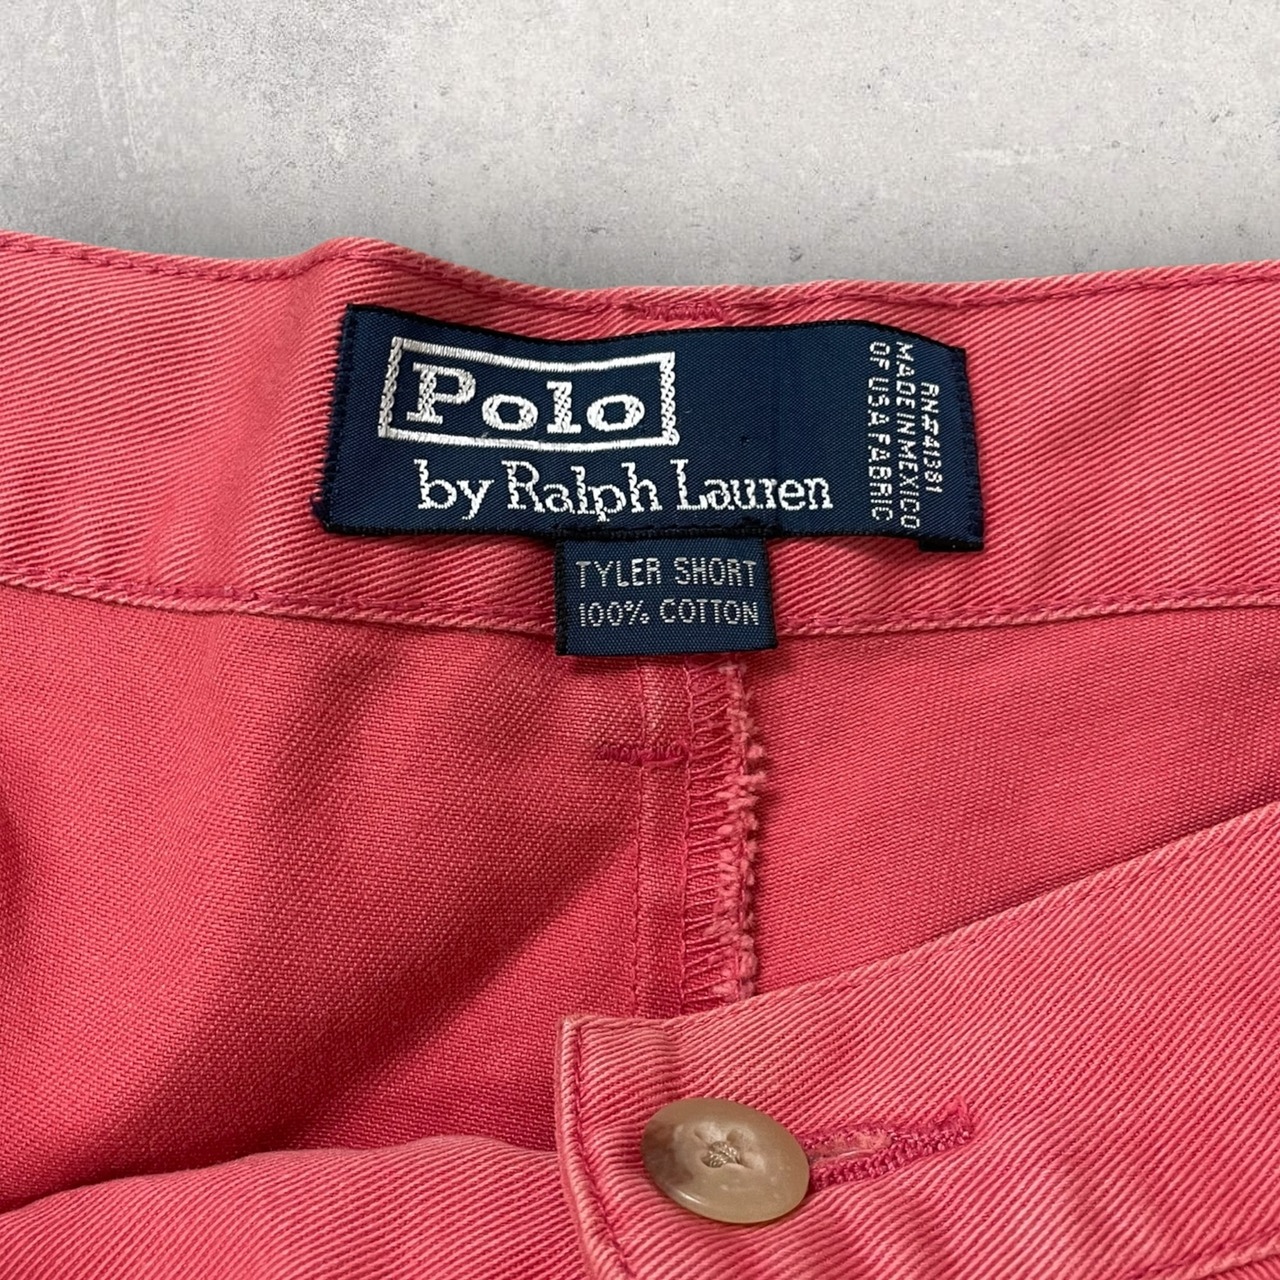 Polo
by Ralph Lauren
RN#41381
MADE IN MEXICO
OF USA FABRIC
TYLER SHORT
100% COTTON